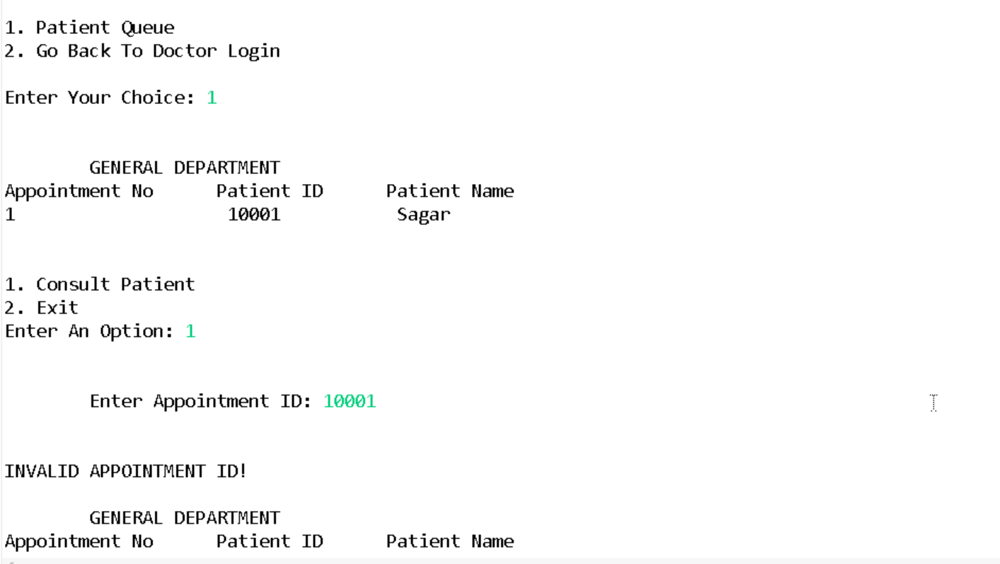 1. Patient Queue
2. Go Back To Doctor Login
Enter Your Choice: 1
GENERAL DEPARTMENT
Appointment No Patient ID Patient Name
1 10001 Sagar
1. Consult Patient
2. Exit
Enter An Option: 1
Enter Appointment ID: 10001
INVALID APPOINTMENT ID!
GENERAL DEPARTMENT
Appointment No Patient ID Patient Name